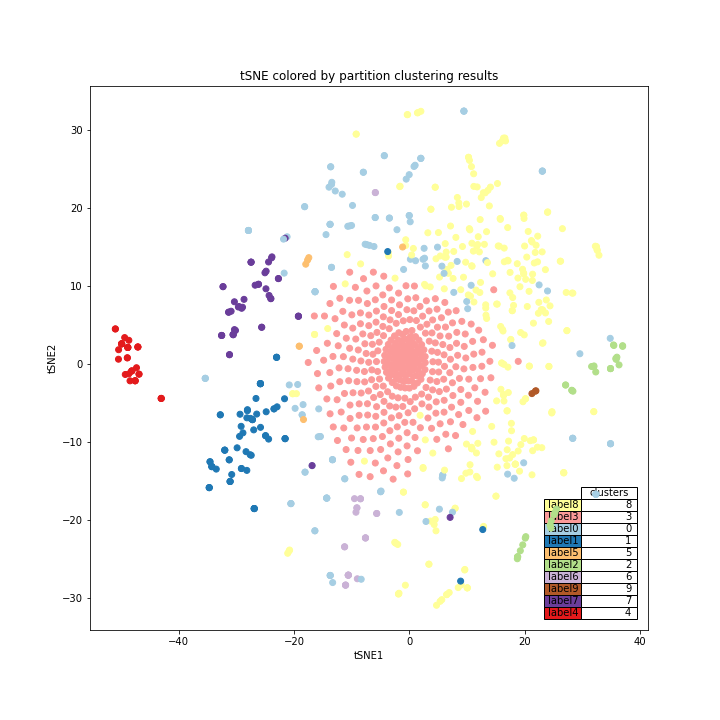 tSNE colored by partition clustering results
tSNE2
30
20
10
0
−10
−20
−30
−40
−20
0
20
40
tSNE1
clusters
label8 8
label3 3
label0 0
label1 1
label5 5
label2 2
label6 6
label9 9
label7 7
label4 4